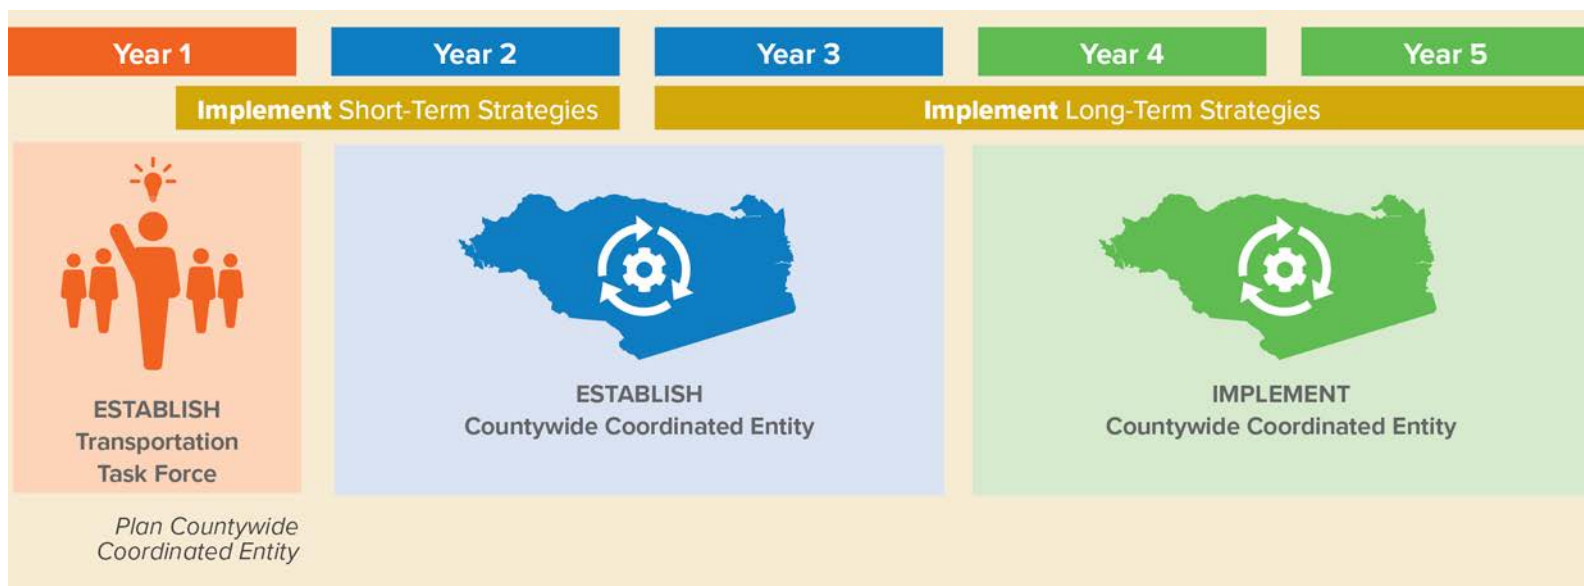 Year 1
Year 2
Year 3
Year 4
Year 5
Implement Short-Term Strategies
Implement Long-Term Strategies
ESTABLISH
Transportation
Task Force
ESTABLISH
Countywide Coordinated Entity
IMPLEMENT
Countywide Coordinated Entity
Plan Countywide
Coordinated Entity